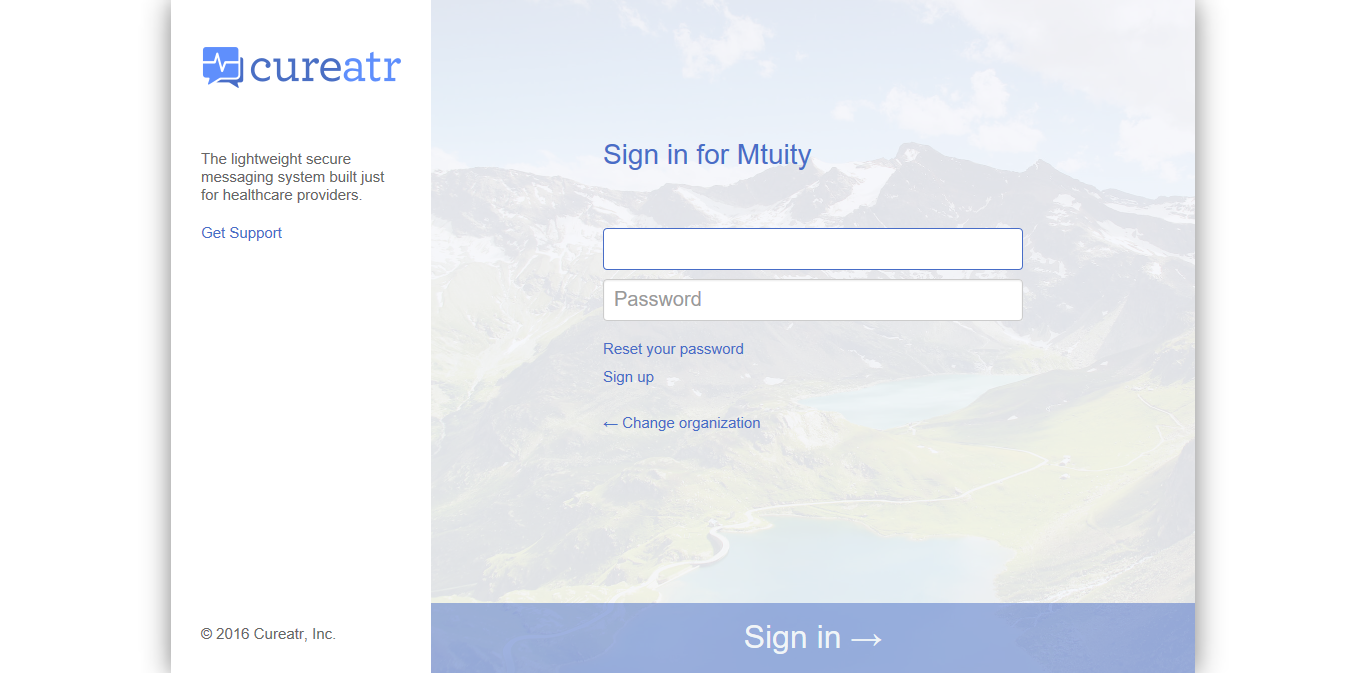 cureatr
The lightweight secure
messaging system built just
for healthcare providers.
Get Support
Sign in for Mtuity
Password
Reset your password
Sign up
← Change organization
© 2016 Cureatr, Inc.
Sign in →